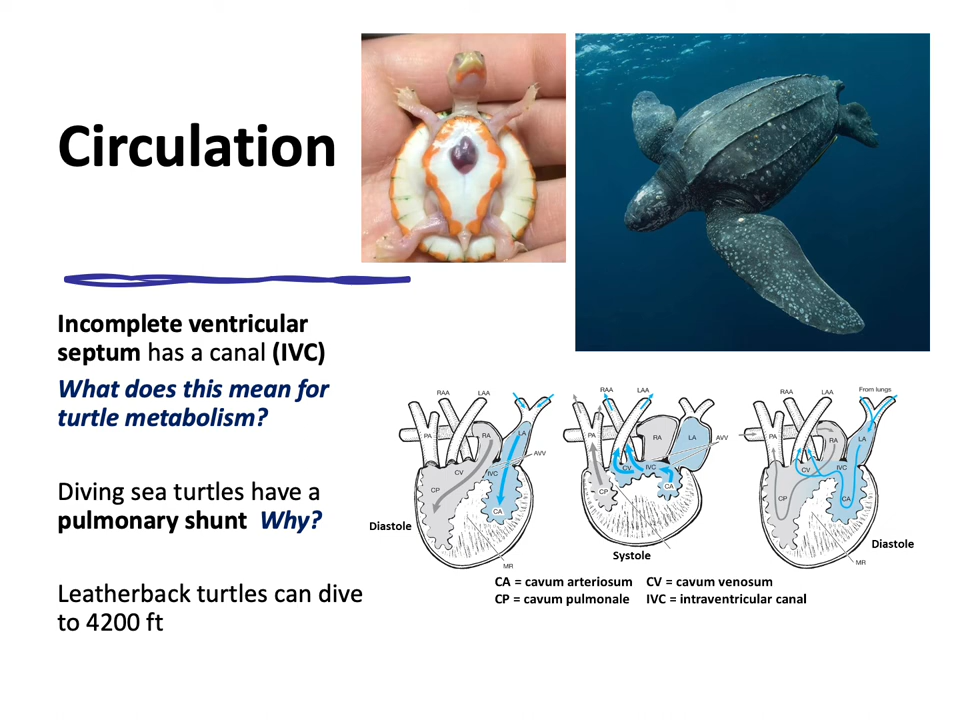 Circulation
Incomplete ventricular
septum has a canal (IVC)
What does this mean for
turtle metabolism?
Diving sea turtles have a
pulmonary shunt Why?
Leatherback turtles can dive
to 4200 ft
RAA LAA
PA RA LA
AVV
CV IVC
CP
CA
MR
Diastole
RAA LAA
PA RA LA AVV
CV IVC
CP CA
Systole
RAA LAA From lungs
PA RA LA
CV IVC
CP CA
MR
Diastole
CA = cavum arteriosum CV = cavum venosum
CP = cavum pulmonale IVC = intraventricular canal